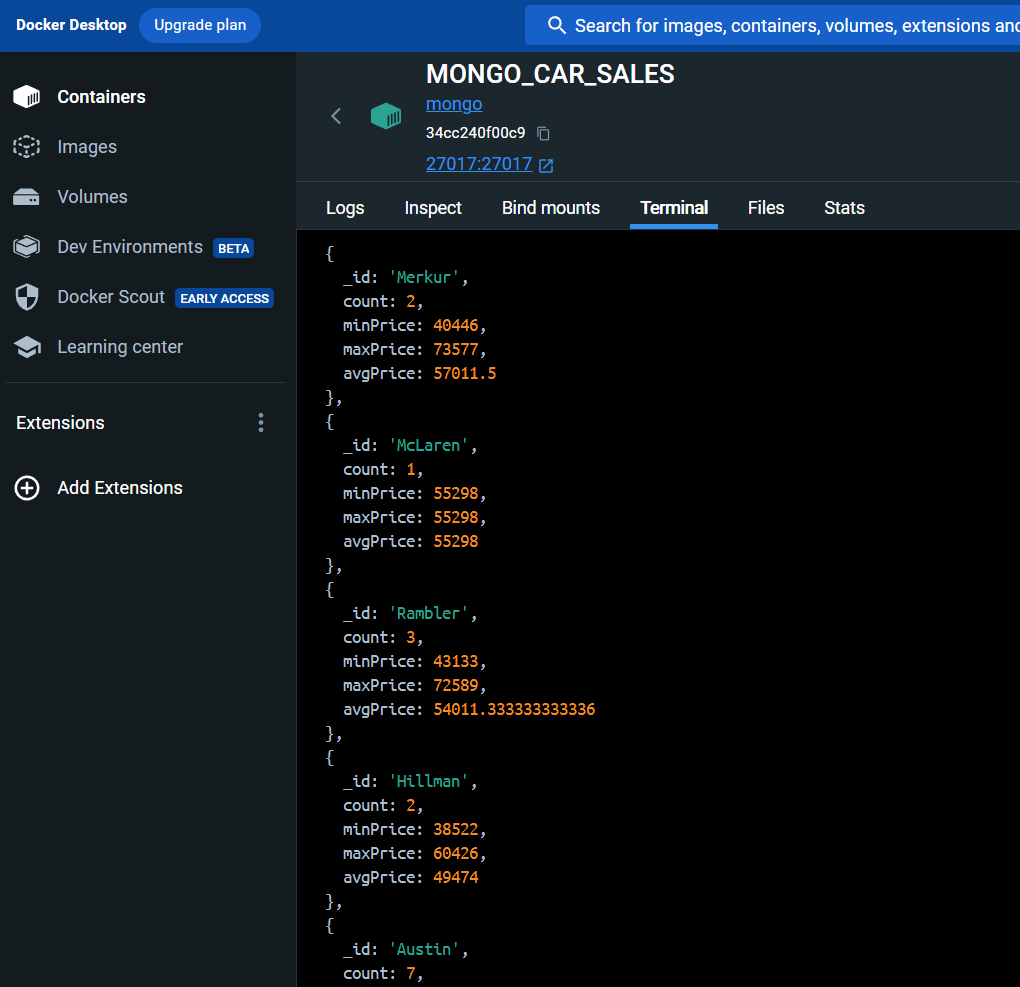 Docker Desktop
Upgrade plan
Search for images, containers, volumes, extensions and
Containers
Images
Volumes
Dev Environments BETA
Docker Scout EARLY ACCESS
Learning center
Extensions
Add Extensions
MONGO_CAR_SALES
mongo
34cc240f00c9
27017:27017
Logs Inspect Bind mounts Terminal Files Stats
{
  _id: 'Merkur',
  count: 2,
  minPrice: 40446,
  maxPrice: 73577,
  avgPrice: 57011.5
},
{
  _id: 'McLaren',
  count: 1,
  minPrice: 55298,
  maxPrice: 55298,
  avgPrice: 55298
},
{
  _id: 'Rambler',
  count: 3,
  minPrice: 43133,
  maxPrice: 72589,
  avgPrice: 54011.333333333336
},
{
  _id: 'Hillman',
  count: 2,
  minPrice: 38522,
  maxPrice: 60426,
  avgPrice: 49474
},
{
  _id: 'Austin',
  count: 7,